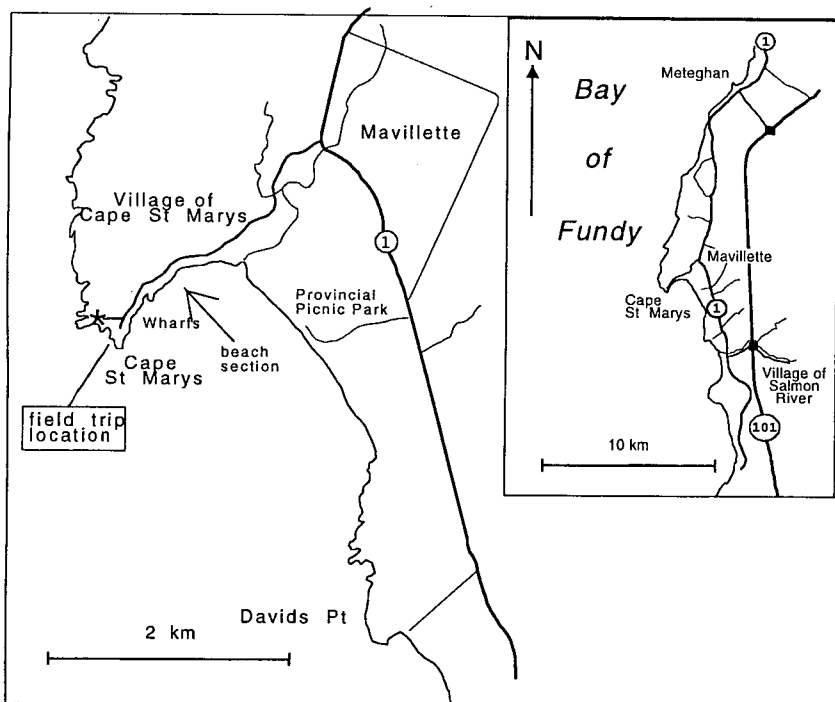 Mavillette
Village of
Cape St Marys
1
Provincial
Picnic Park
Wharfs
beach
section
Cape
St Marys
field trip
location
Davids Pt
2 km
N
1
Meteghan
Bay
of
Fundy
Mavillette
Cape
St Marys
1
Village of
Salmon
River
101
10 km